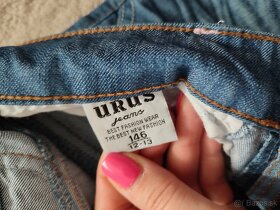 URUS
jeans
BEST FASHION WEAR
THE BEST NEW FASHION
146
12-13
Bazos.sk